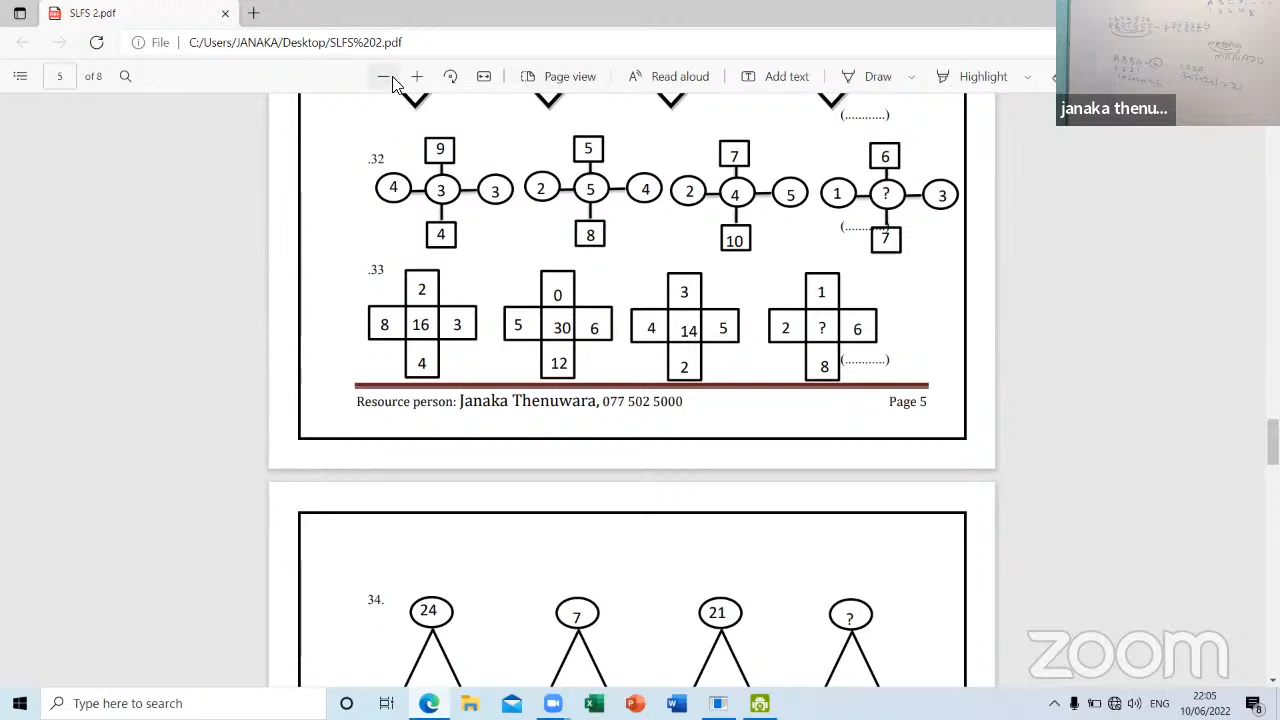 SLFS 2.pdf
File C:/Users/JANAKA/Desktop/SLFS%202.pdf
5 of 8 Page view Read aloud Add text Draw Highlight
janaka thenu...
(...........)
.32
9 5 7 6
4 3 3 2 5 4 2 4 5 1 ? 3
(...........)
4 8 10 7
.33
2 0 3 1
8 16 3 5 30 6 4 14 5 2 ? 6
4 12 2 8 (...........)
Resource person: Janaka Thenuwara, 077 502 5000 Page 5
34.
24 7 21 ?
zoom
Type here to search
ENG
22:05
10/06/2022
8